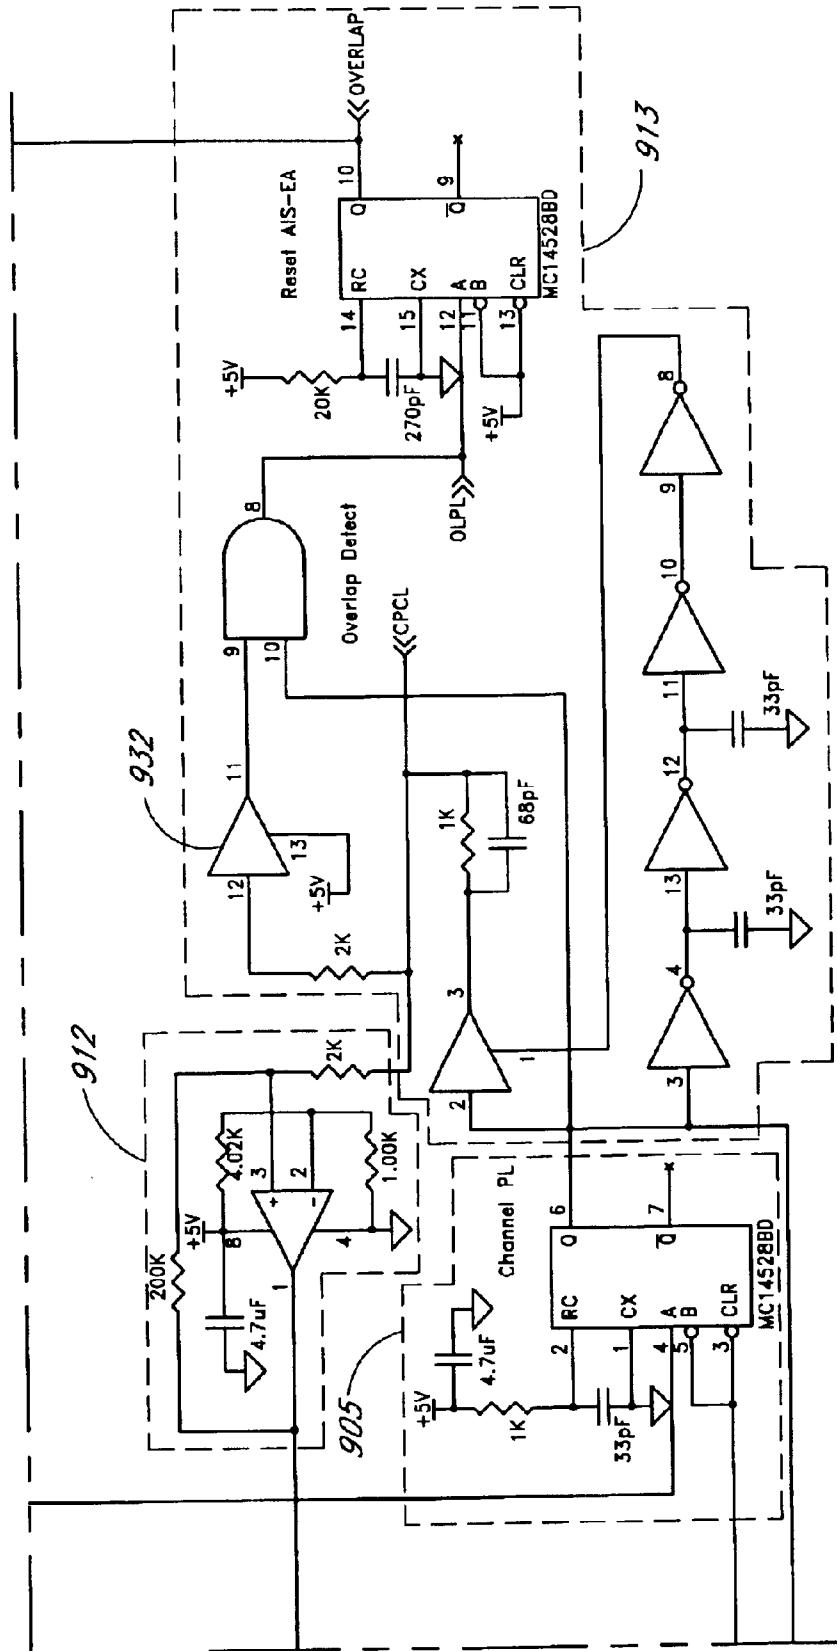 912
932
913
905
200K
+5V
4.02K
8
3
2
4
1
+
-
4.7uF
1.00K
2K
2K
12
13
11
+5V
9
10
8
Overlap Detect
OLPL
CPCL
+5V
20K
270pF
+5V
Reset AIS-EA
14
15
12
11
13
RC
CX
A
B
CLR
Q
Q
10
9
MC14528BD
OVERLAP
+5V
4.7uF
1K
33pF
Channel PL
2
1
4
5
3
RC
CX
A
B
CLR
Q
Q
6
7
MC14528BD
2
3
1
1K
68pF
3
4
33pF
13
12
33pF
11
10
9
8